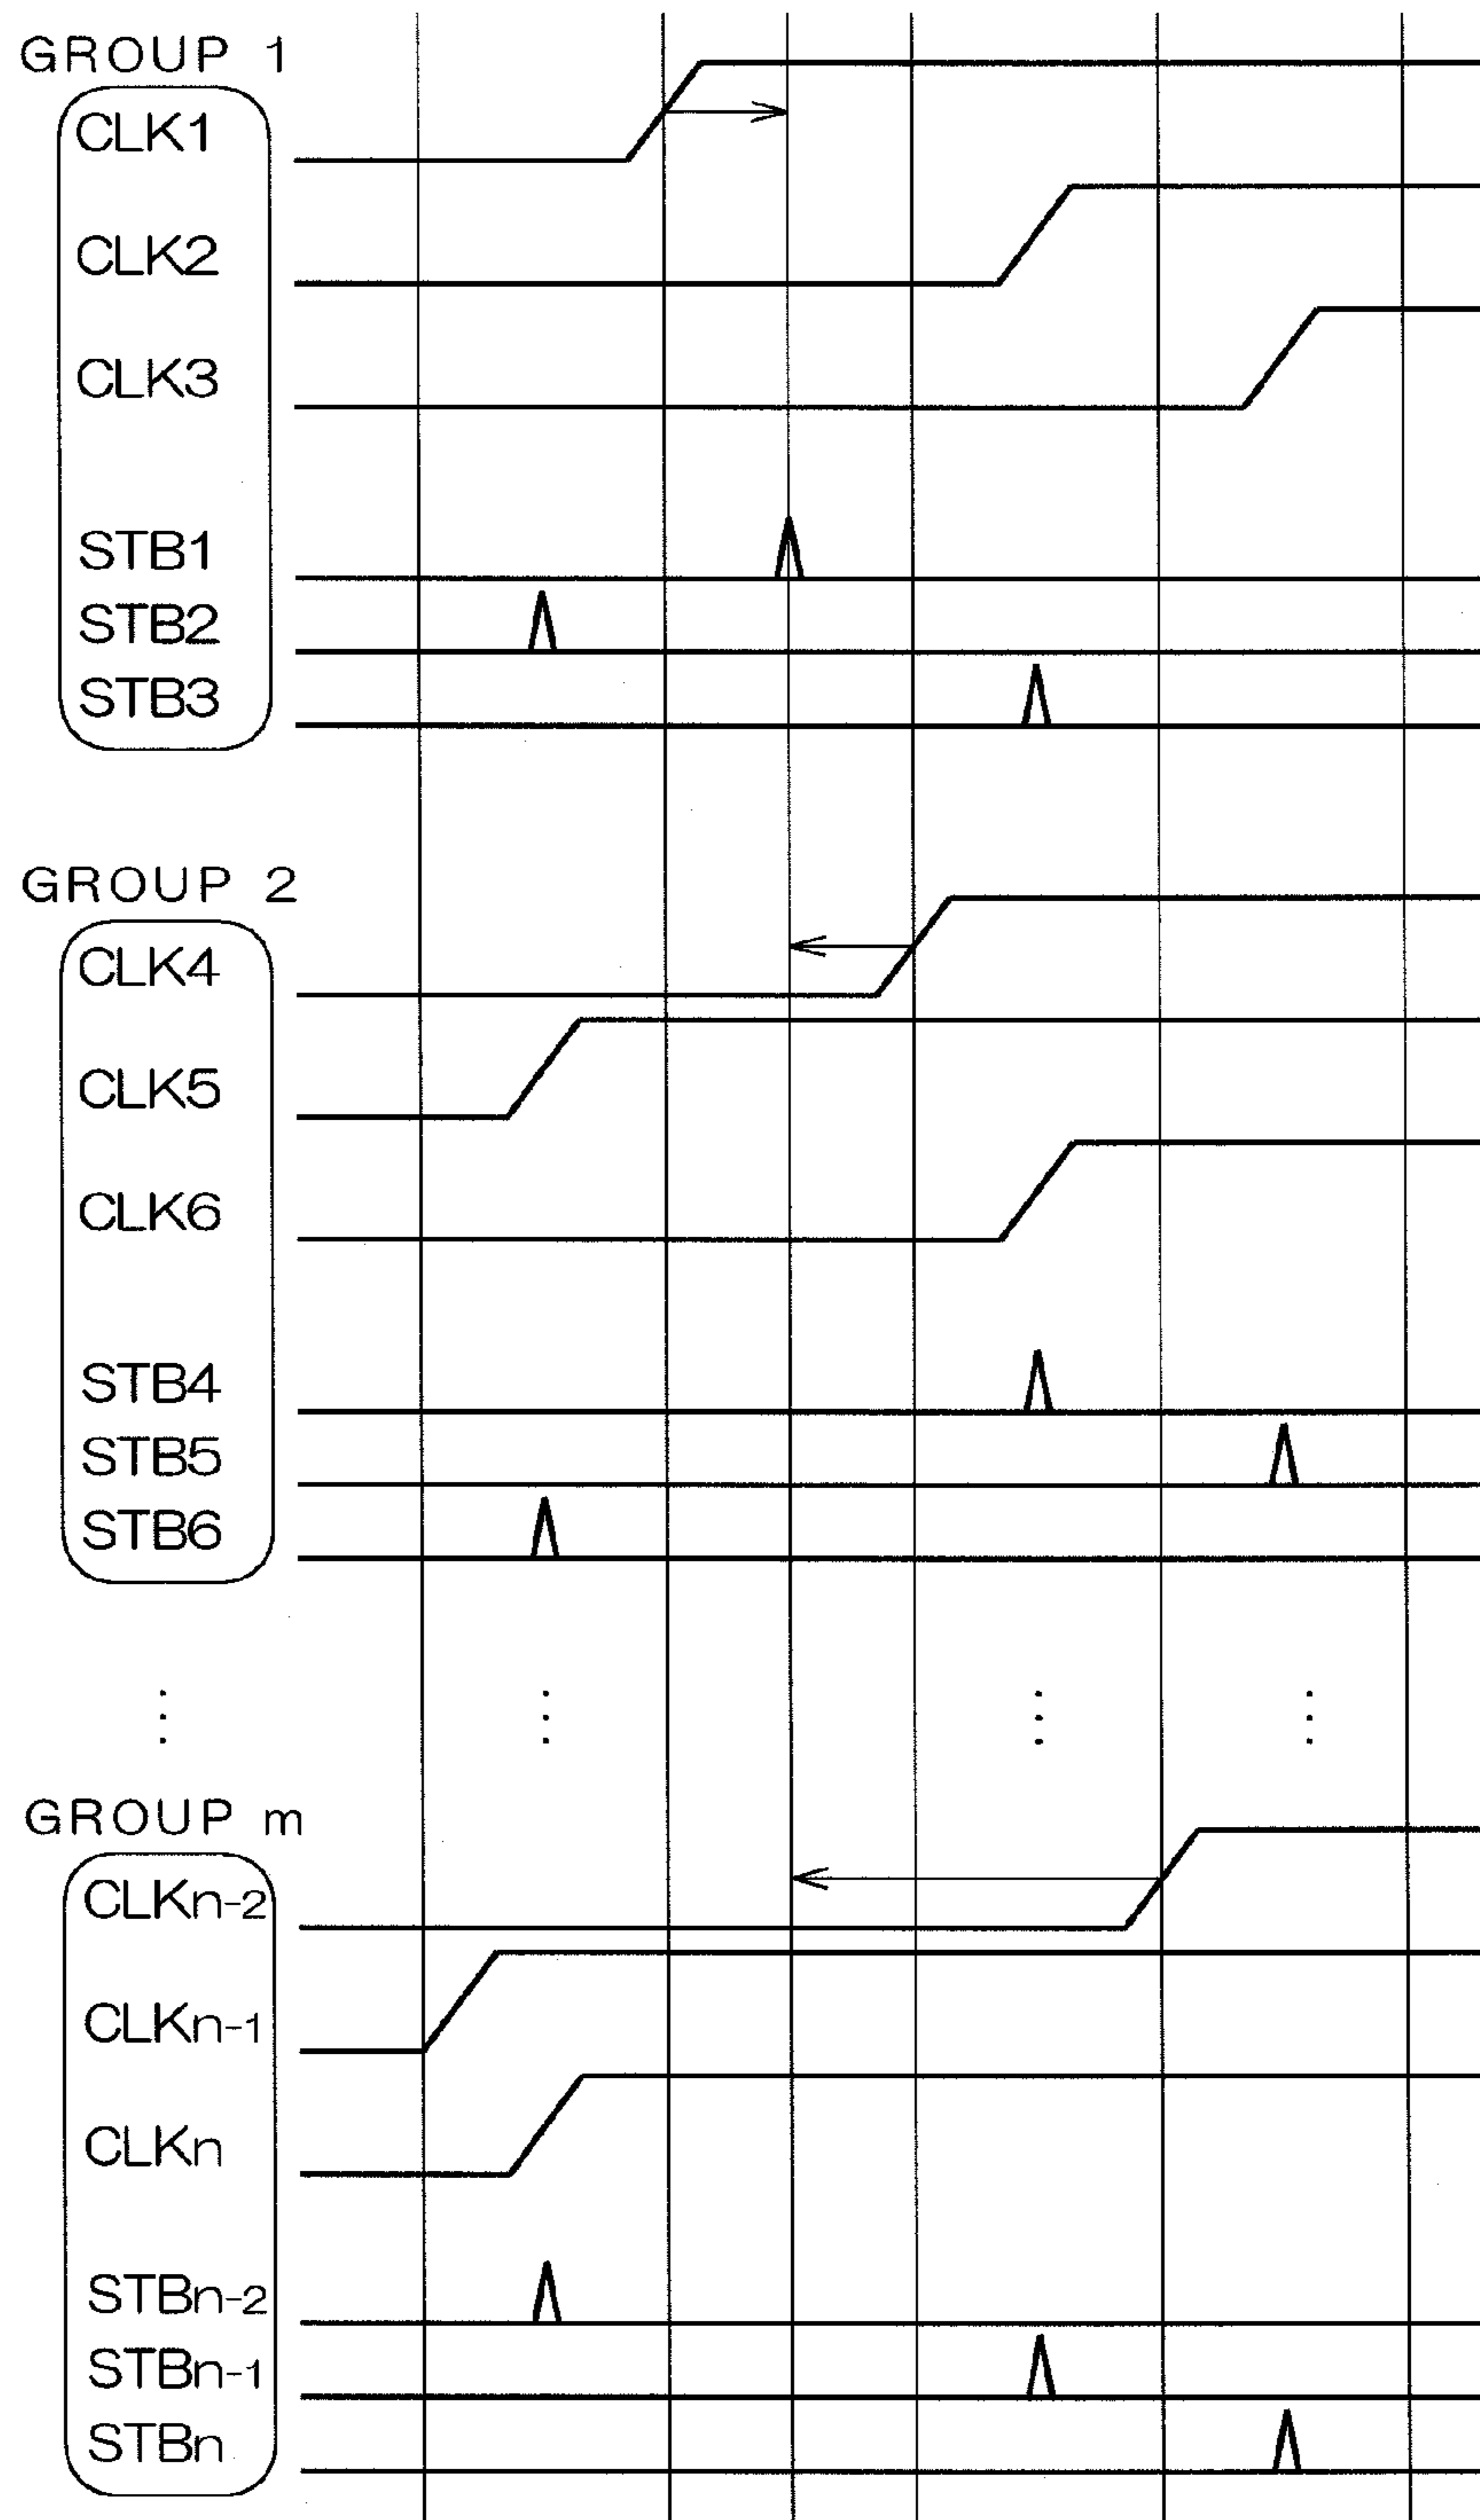 GROUP 1
CLK1
CLK2
CLK3
STB1
STB2
STB3
GROUP 2
CLK4
CLK5
CLK6
STB4
STB5
STB6
GROUP m
CLKn-2
CLKn-1
CLKn
STBn-2
STBn-1
STBn